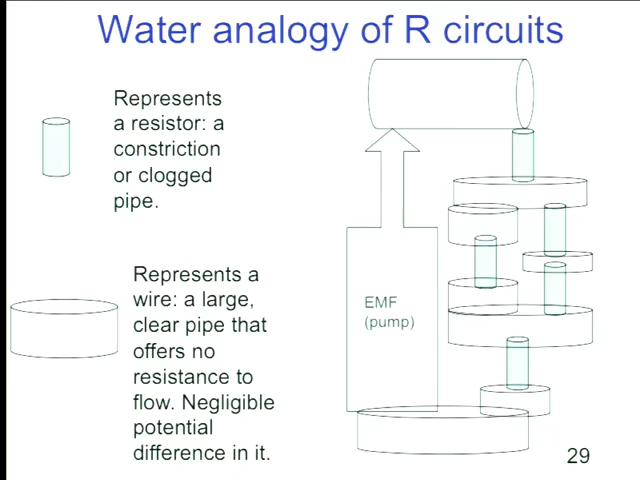 Water analogy of R circuits
Represents
a resistor: a
constriction
or clogged
pipe.
Represents a
wire: a large,
clear pipe that
offers no
resistance to
flow. Negligible
potential
difference in it.
EMF
(pump)
29